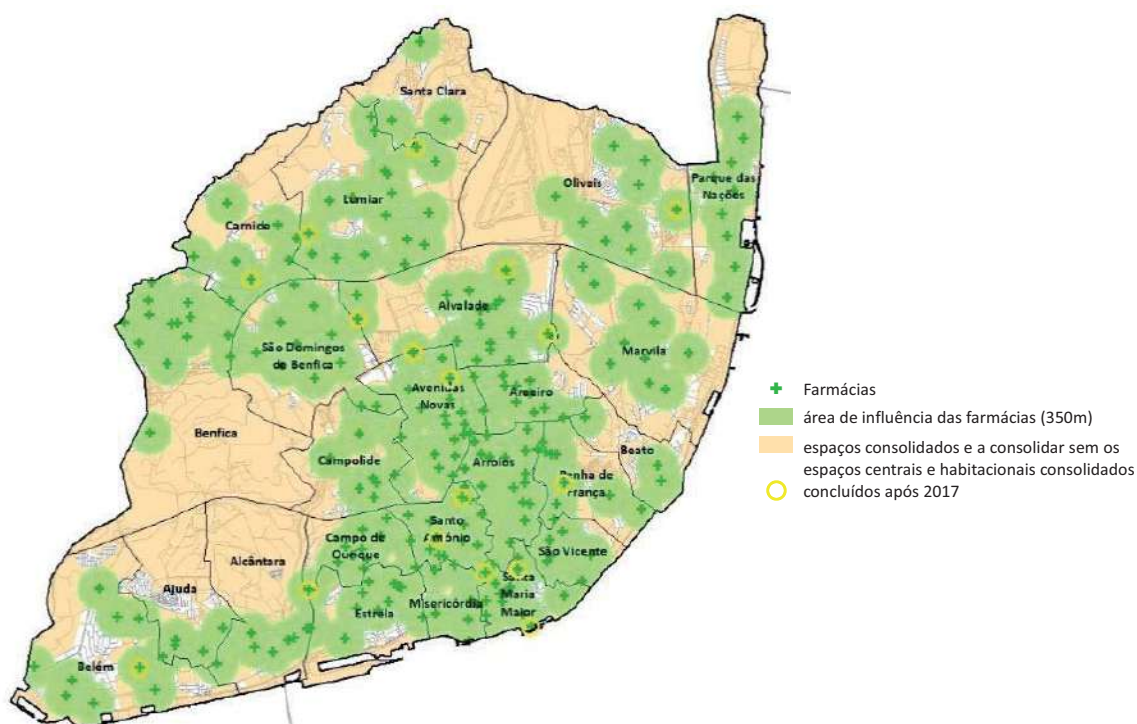 Santa Clara
Olivais
Parque das
Nações
Lumiar
Carnide
Alvalade
São Domingos
de Benfica
Marvila
Avenidas
Novas
Areeiro
Benfica
Beato
Campolide
Arroios
Penha de
França
Santo
António
Campo de
Ourique
São Vicente
Alcântara
Ajuda
Santa
Maria
Maior
Misericórdia
Estrela
Belém
Farmácias
área de influência das farmácias (350m)
espaços consolidados e a consolidar sem os
espaços centrais e habitacionais consolidados
concluídos após 2017